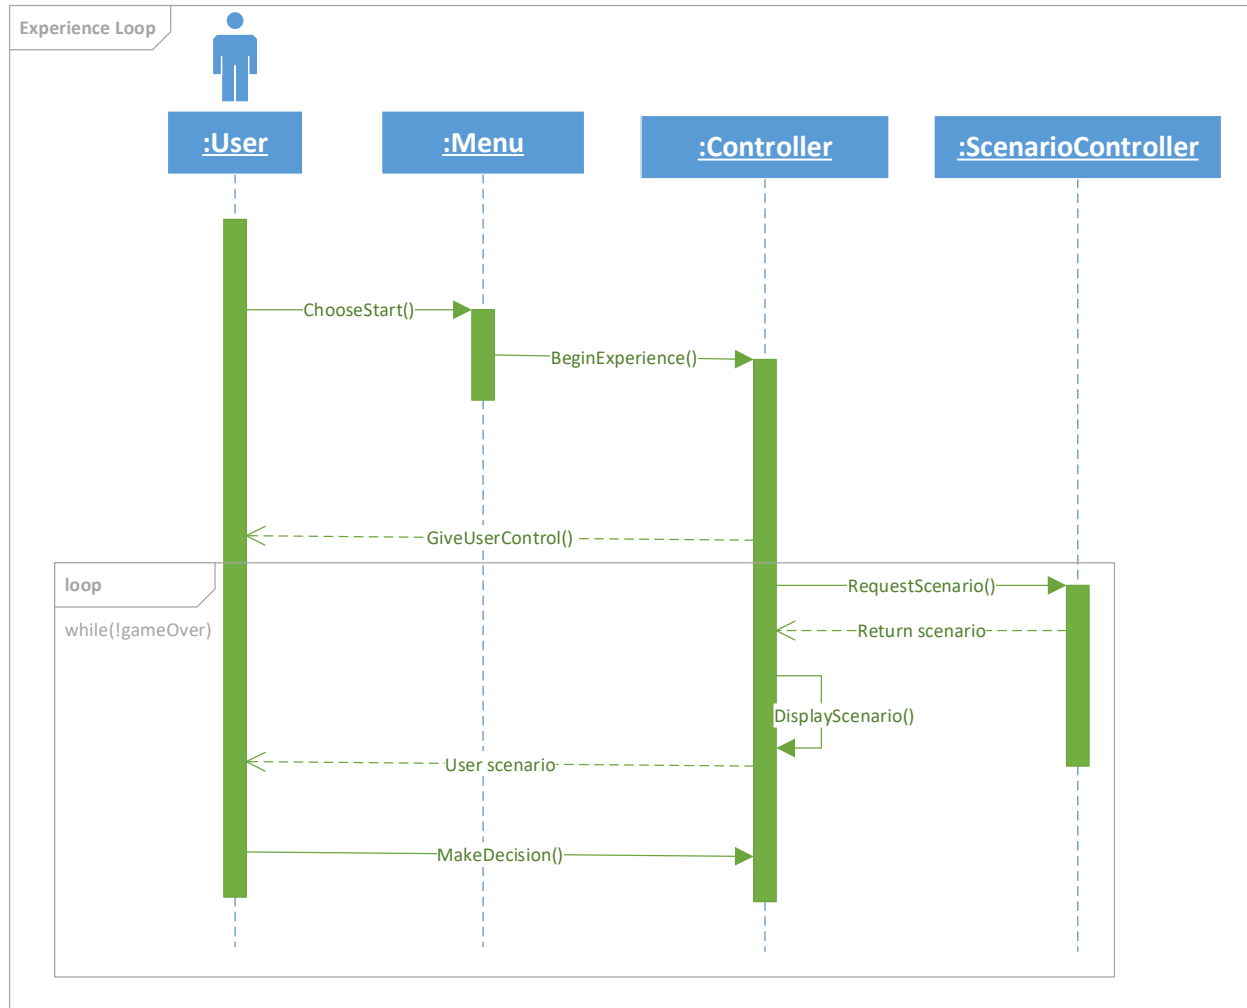 Experience Loop
:User
:Menu
:Controller
:ScenarioController
ChooseStart()
BeginExperience()
GiveUserControl()
loop
RequestScenario()
while(!gameOver)
Return scenario
DisplayScenario()
User scenario
MakeDecision()